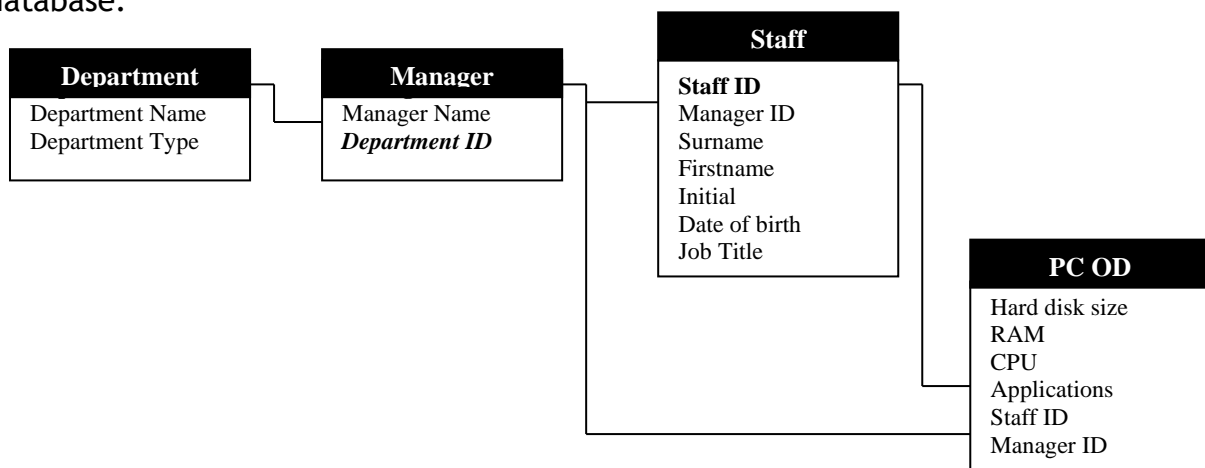 database.
Department
Department Name
Department Type
Manager
Manager Name
Department ID
Staff
Staff ID
Manager ID
Surname
Firstname
Initial
Date of birth
Job Title
PC OD
Hard disk size
RAM
CPU
Applications
Staff ID
Manager ID